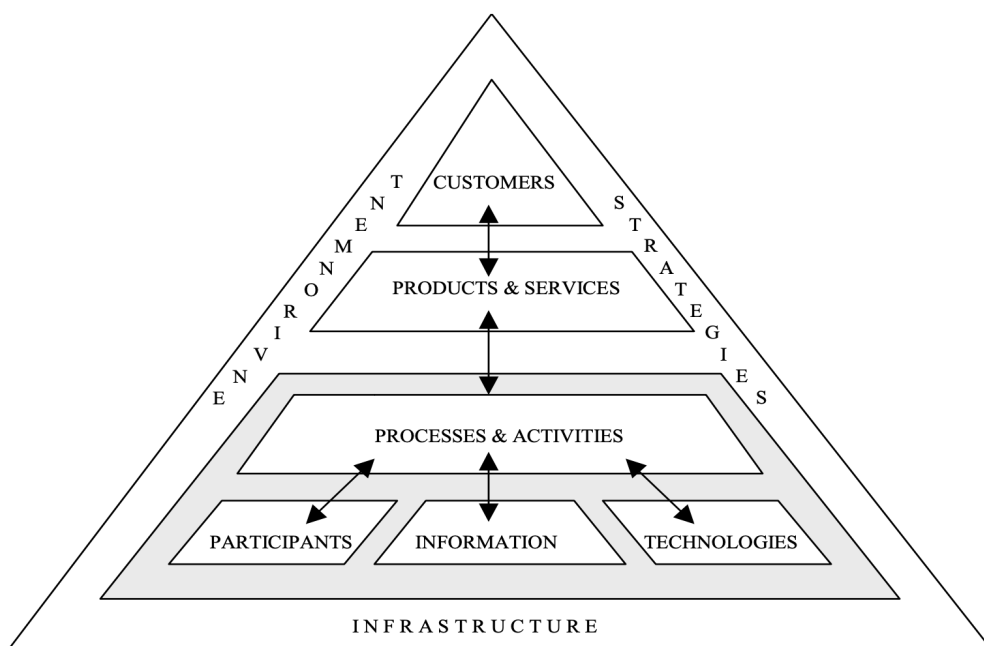 CUSTOMERS
ENVIRONMENT
STRATEGIES
PRODUCTS & SERVICES
PROCESSES & ACTIVITIES
PARTICIPANTS
INFORMATION
TECHNOLOGIES
INFRASTRUCTURE